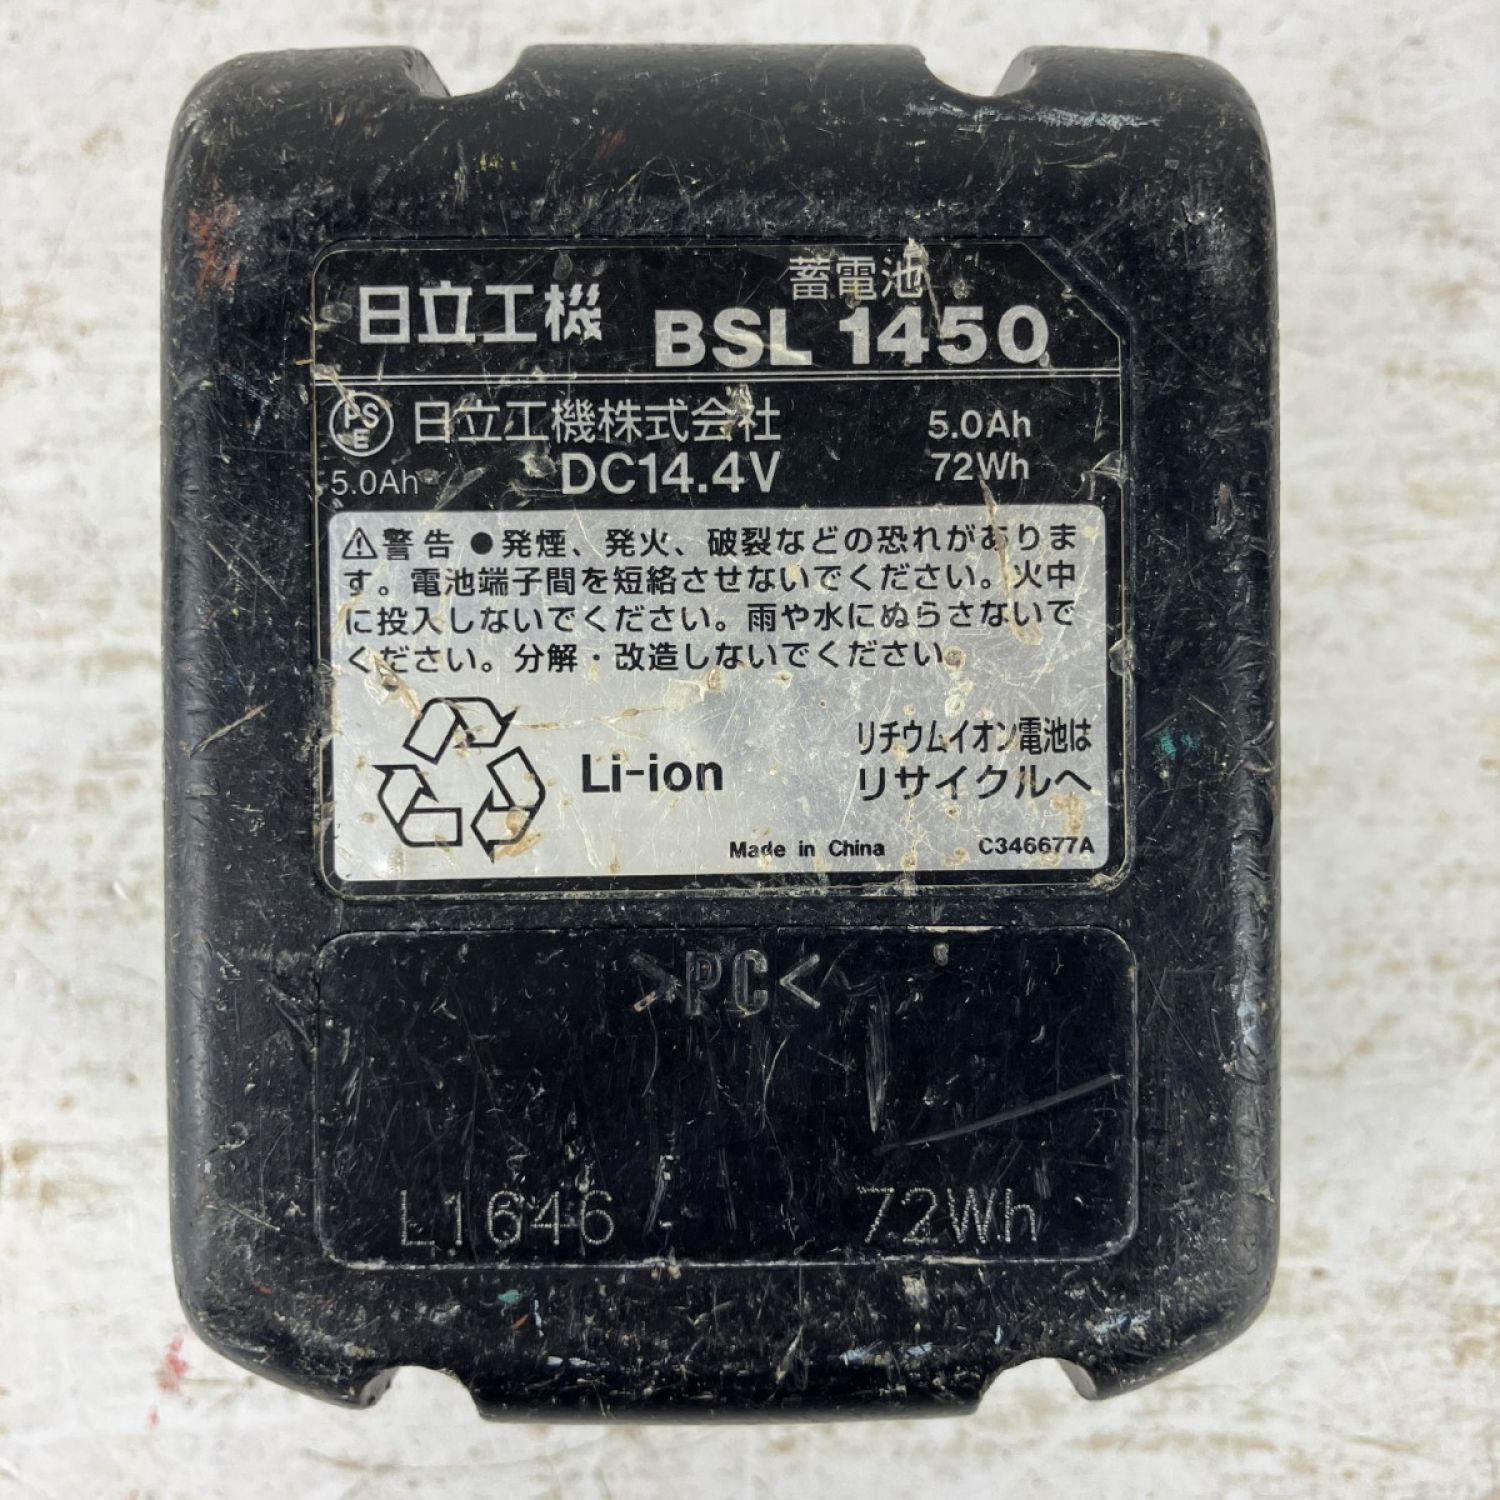 蓄電池
日立工機 BSL 1450
PSE 日立工機株式会社 5.0Ah
5.0Ah DC14.4V 72Wh
⚠警告 ●発煙、発火、破裂などの恐れがありま
す。電池端子間を短絡させないでください。火中
に投入しないでください。雨や水にぬらさないで
ください。分解・改造しないでください。
Li-ion
リチウムイオン電池は
リサイクルへ
Made in China C346677A
>PC<
L1646 72Wh